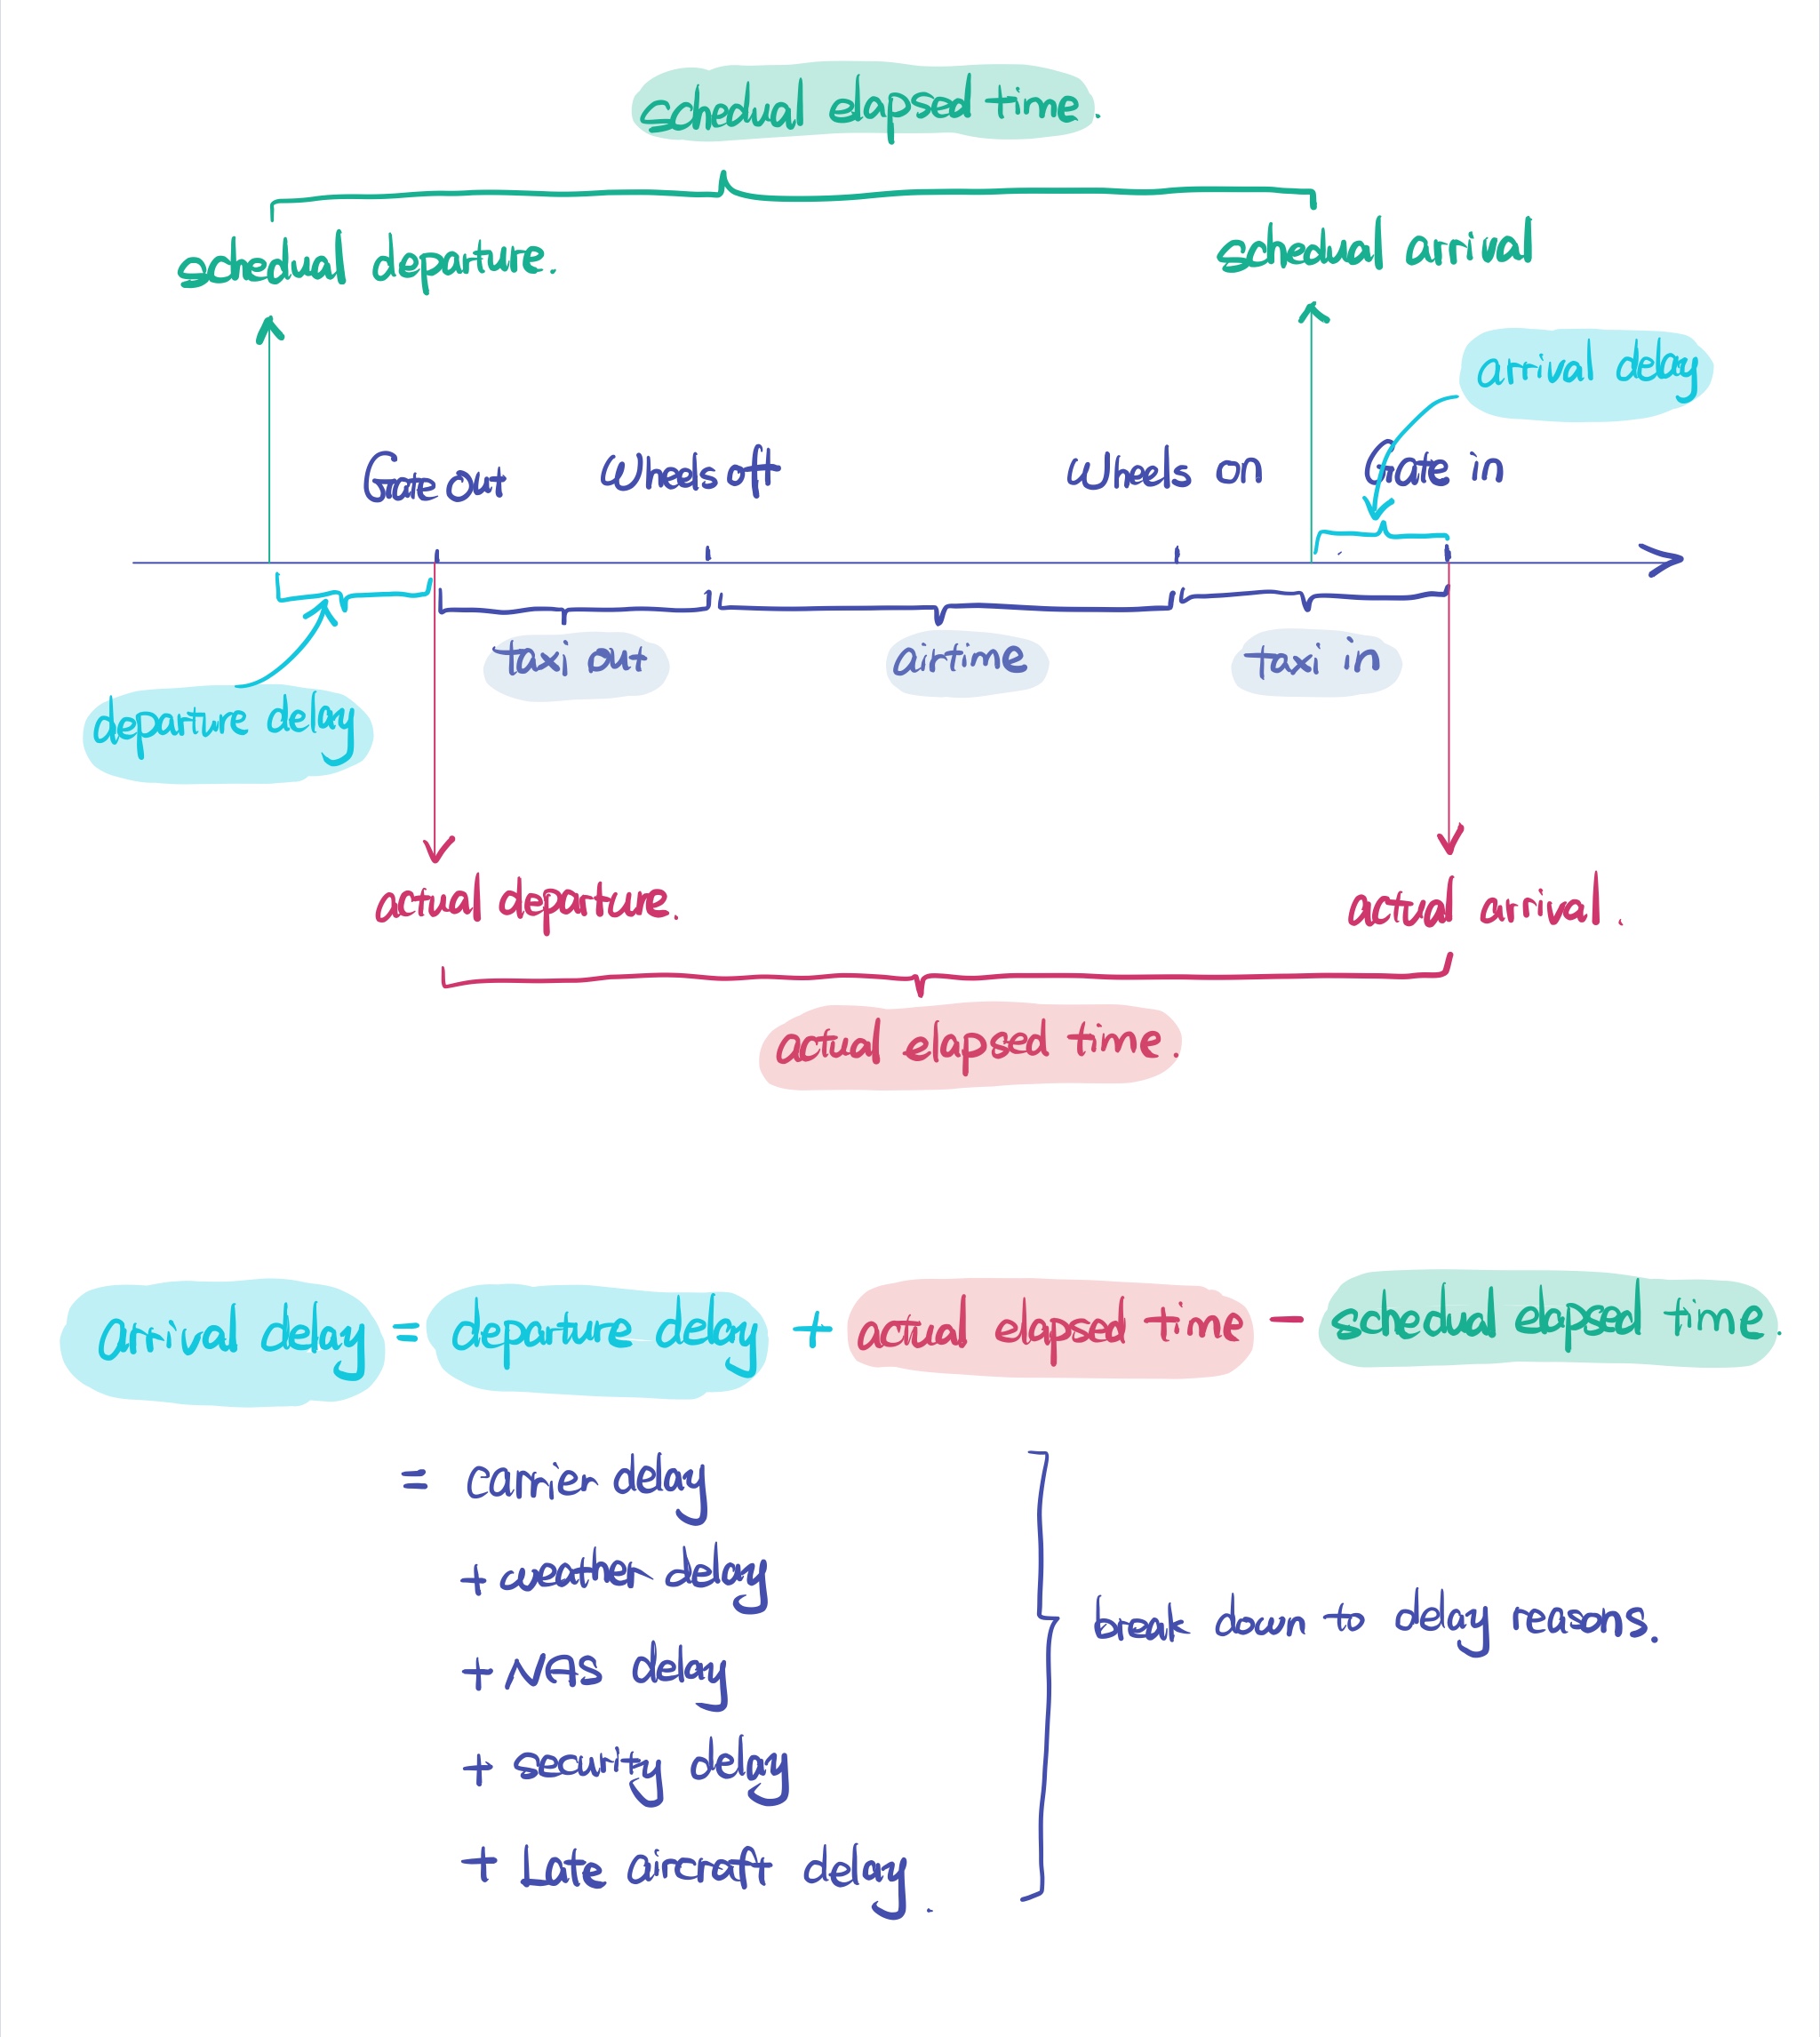 schedual elapsed time.
schedual departure.
schedual arrival
arrival delay
Gate out
Wheels off
Wheels on
Gate in
taxi out
airtime
taxi in
departure delay
actual departure.
actual arrival.
actual elapsed time.
arrival delay = departure delay + actual elapsed time - schedual elapsed time.
= carrier delay
+ weather delay
+ NAS delay
+ security delay
+ Late aircraft delay.
break down to delay reasons.